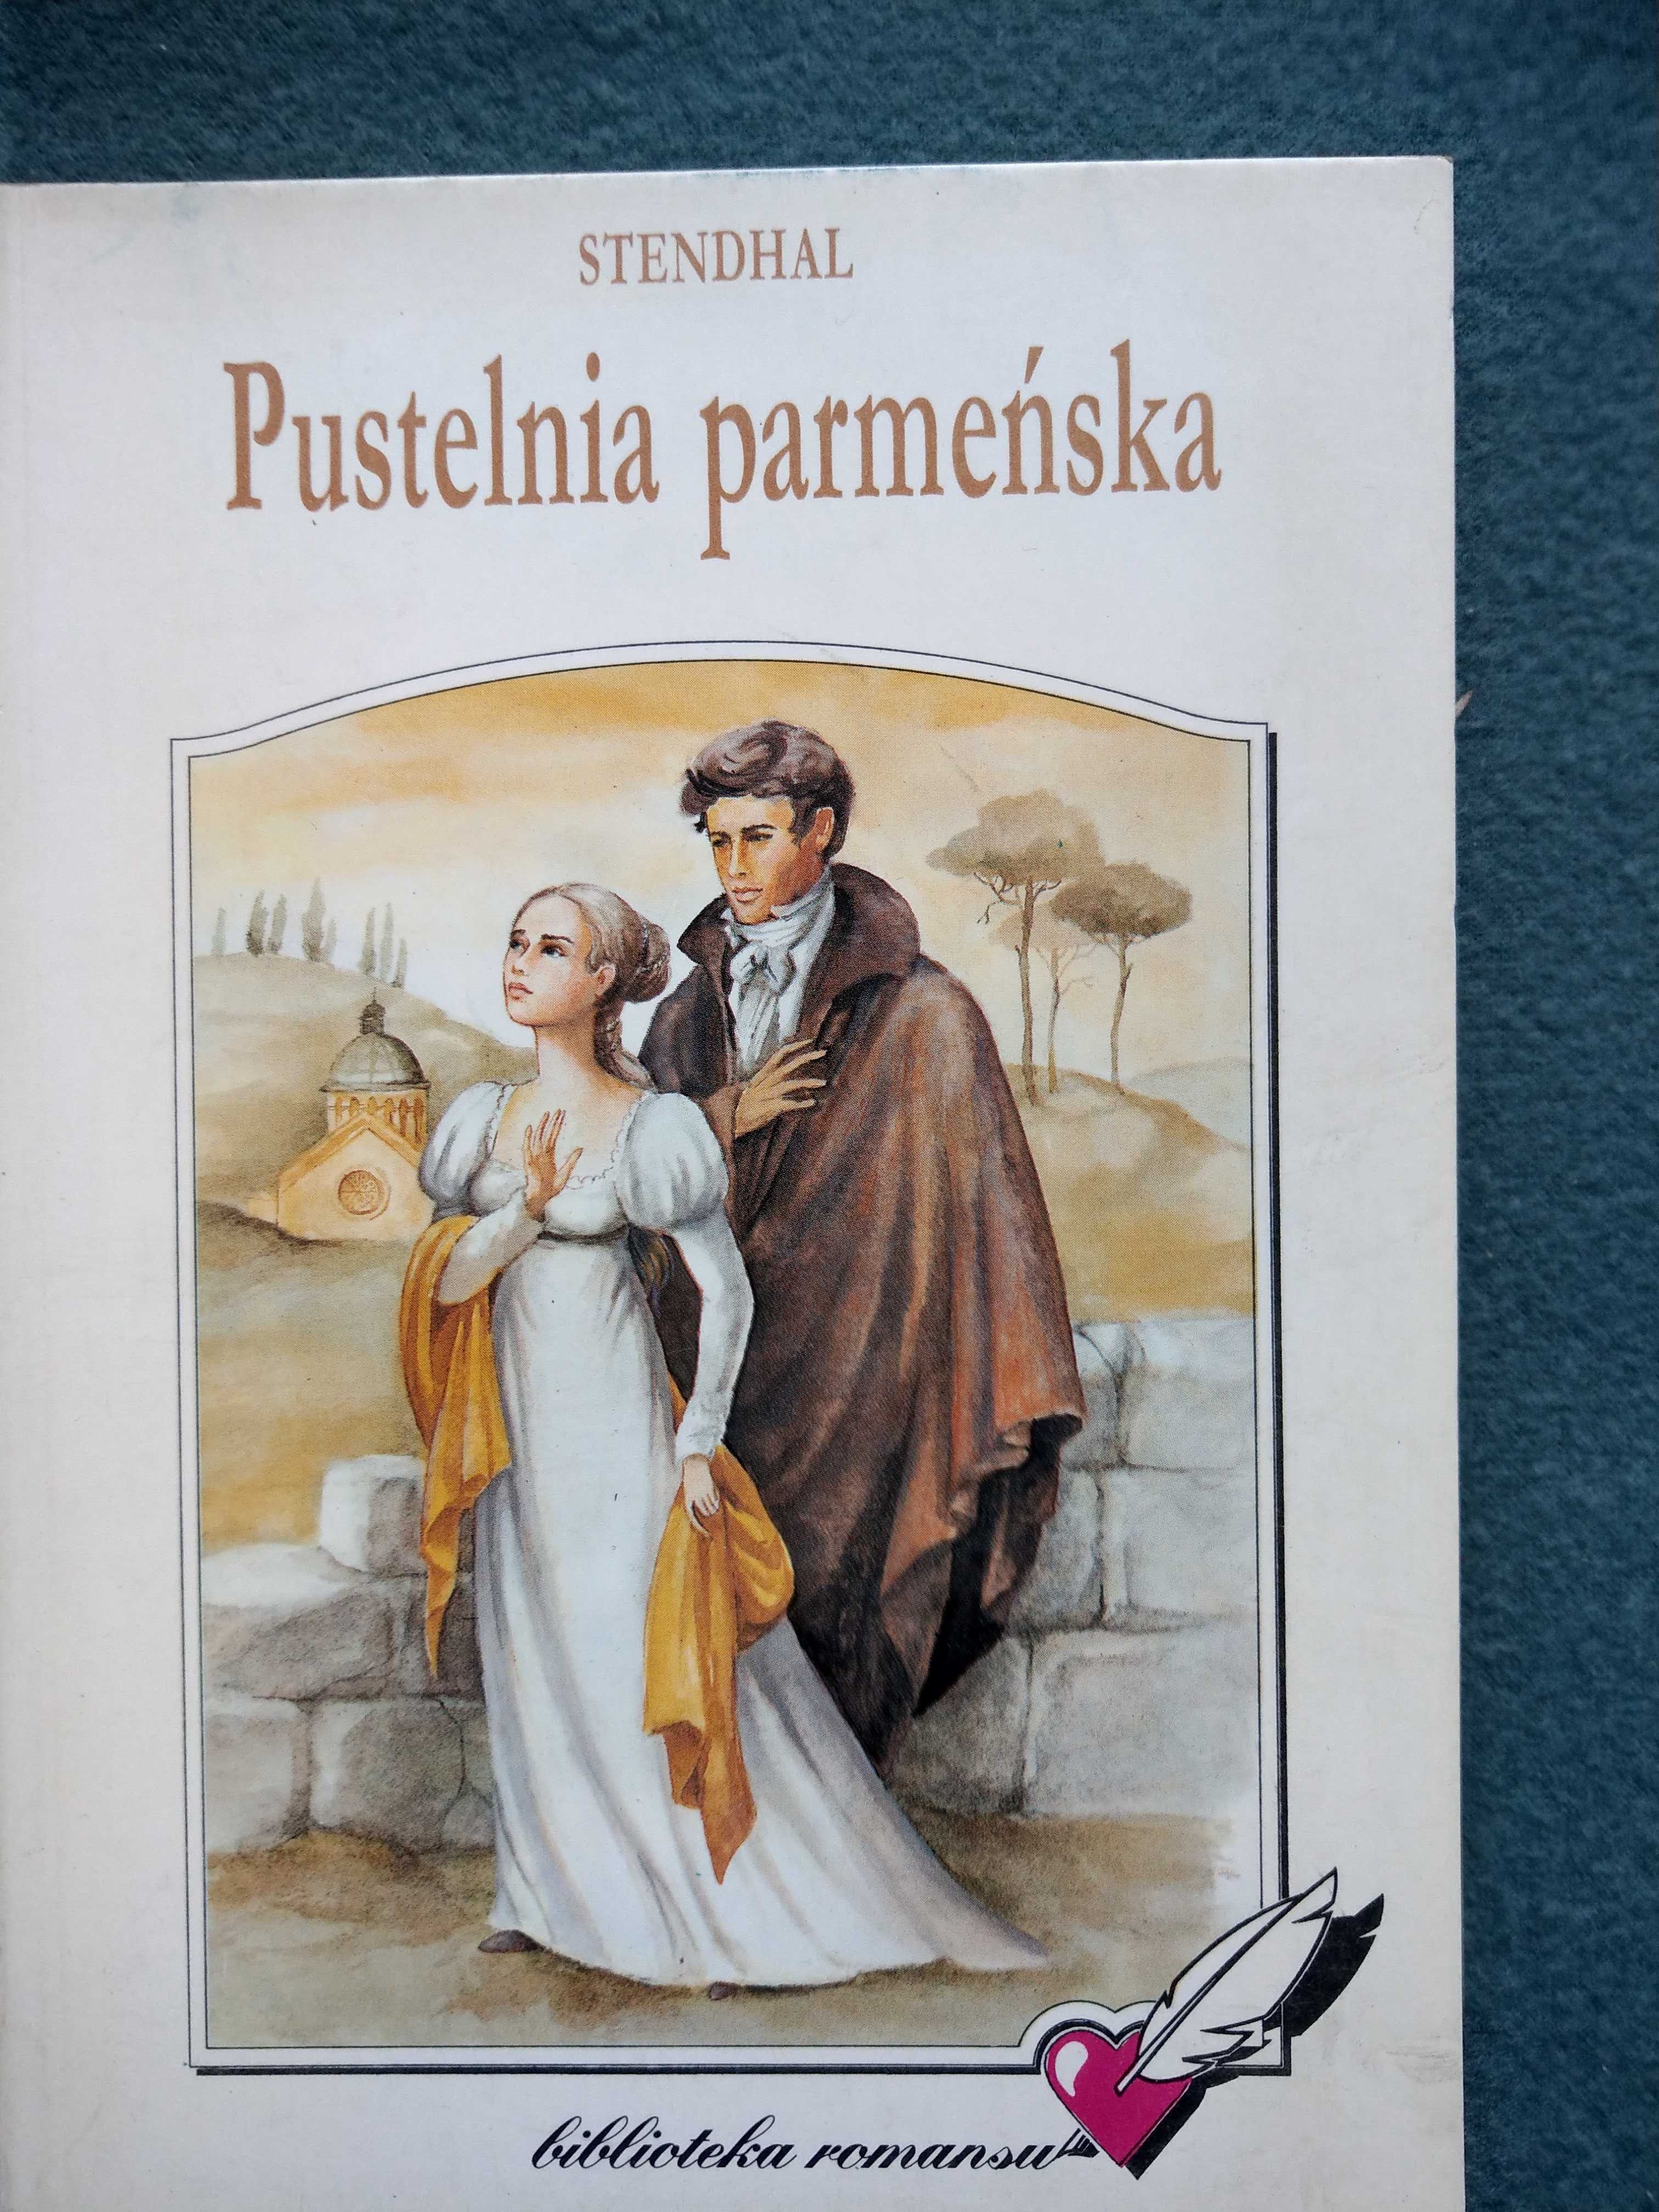 STENDHAL
Pustelnia parmeńska
biblioteka romansu